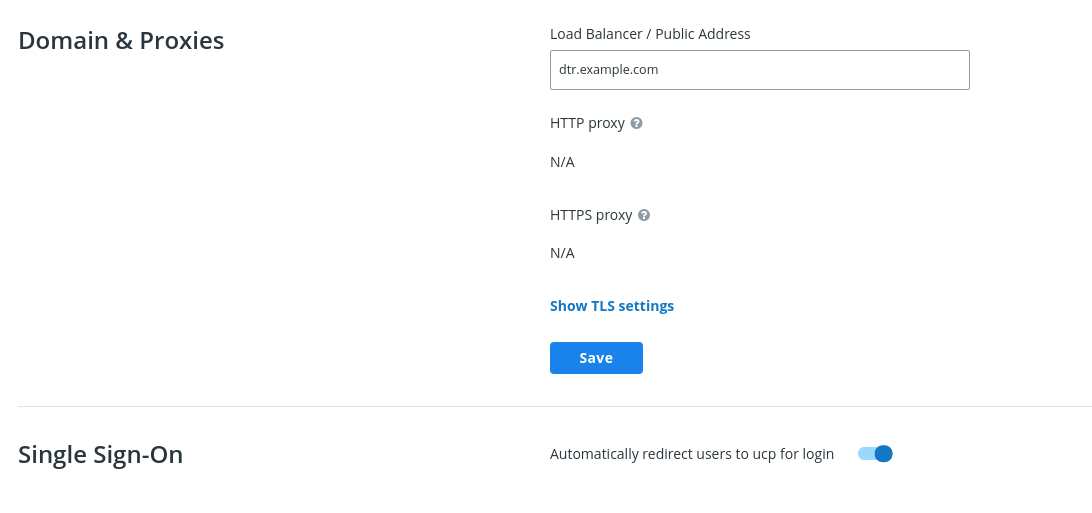 Domain & Proxies
Load Balancer / Public Address
dtr.example.com
HTTP proxy
N/A
HTTPS proxy
N/A
Show TLS settings
Save
Single Sign-On
Automatically redirect users to ucp for login